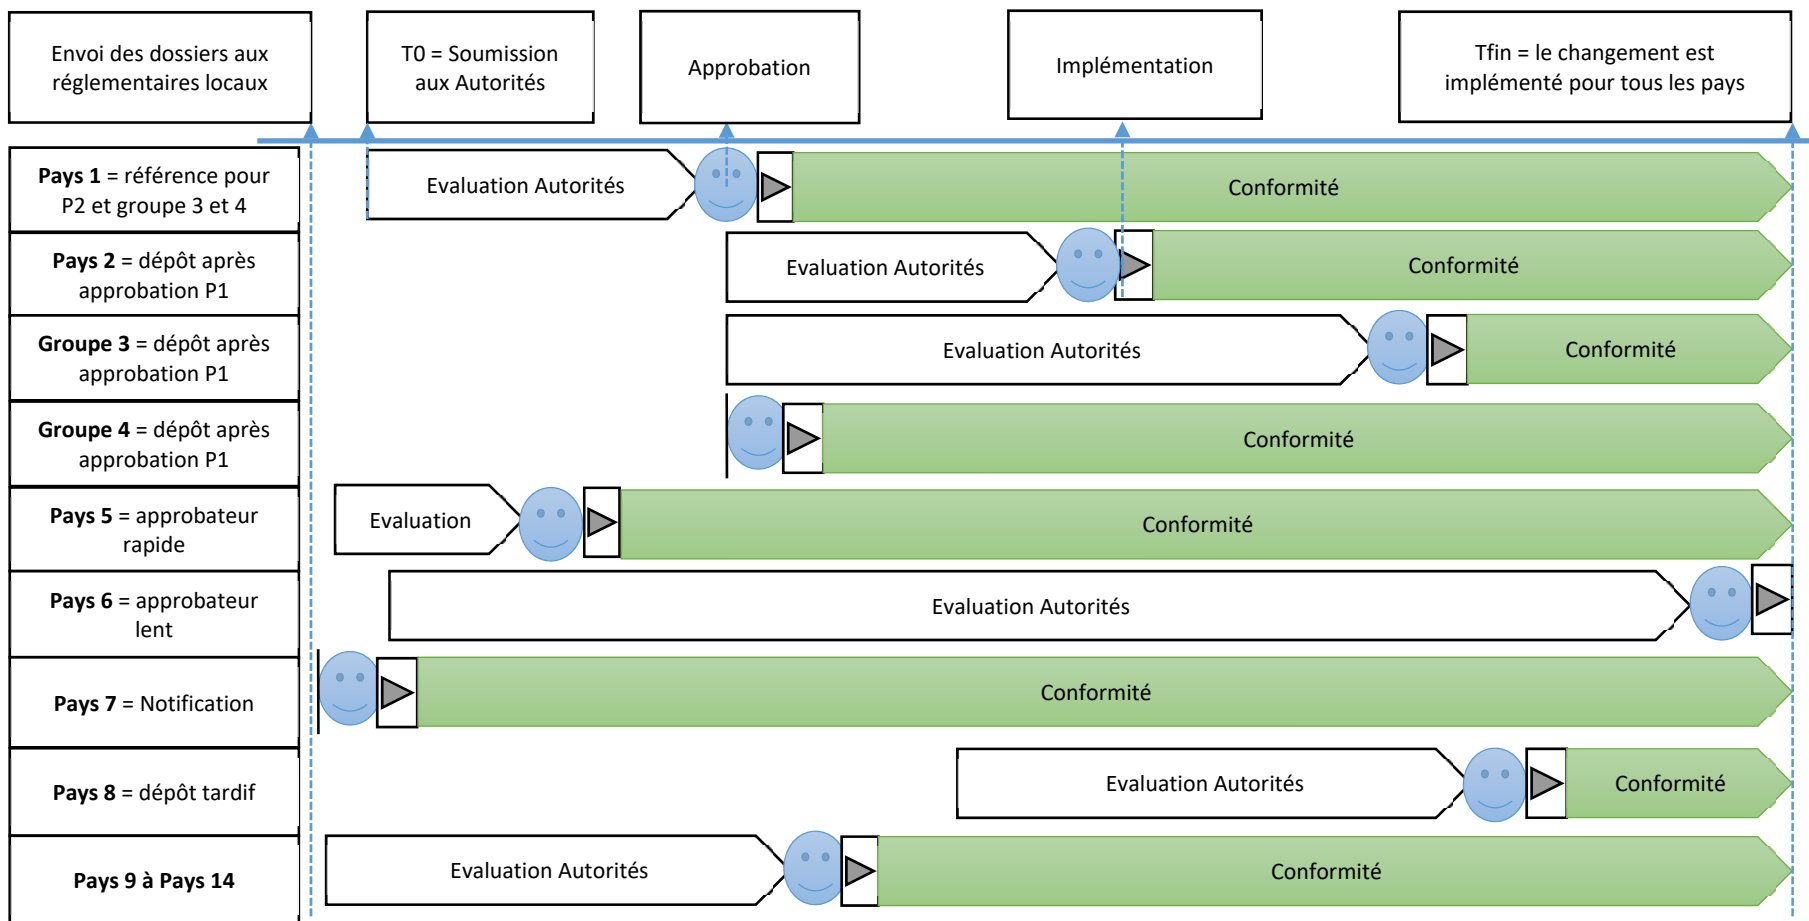 Envoi des dossiers aux
réglementaires locaux
T0 = Soumission
aux Autorités
Approbation
Implémentation
Tfin = le changement est
implémenté pour tous les pays
Pays 1 = référence pour
P2 et groupe 3 et 4
Evaluation Autorités
Conformité
Pays 2 = dépôt après
approbation P1
Evaluation Autorités
Conformité
Groupe 3 = dépôt après
approbation P1
Evaluation Autorités
Conformité
Groupe 4 = dépôt après
approbation P1
Conformité
Pays 5 = approbateur
rapide
Evaluation
Conformité
Pays 6 = approbateur
lent
Evaluation Autorités
Pays 7 = Notification
Conformité
Pays 8 = dépôt tardif
Evaluation Autorités
Conformité
Pays 9 à Pays 14
Evaluation Autorités
Conformité